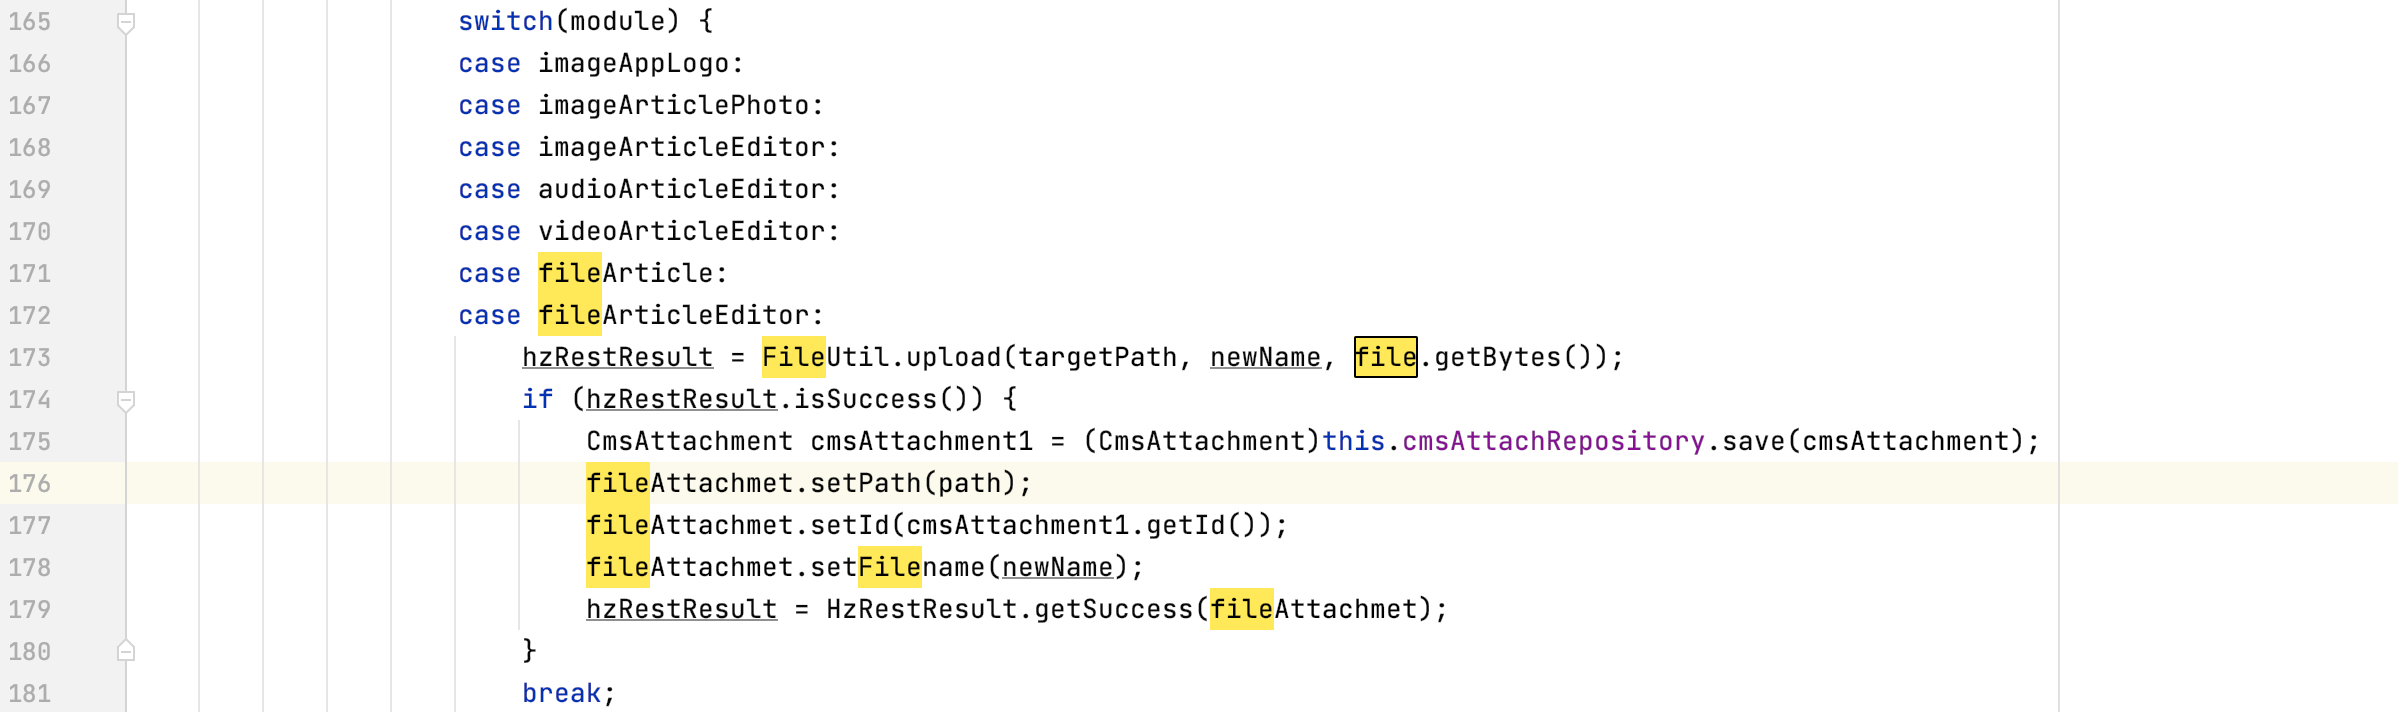 165 switch(module) {
166 case imageAppLogo:
167 case imageArticlePhoto:
168 case imageArticleEditor:
169 case audioArticleEditor:
170 case videoArticleEditor:
171 case fileArticle:
172 case fileArticleEditor:
173 hzRestResult = FileUtil.upload(targetPath, newName, file.getBytes());
174 if (hzRestResult.isSuccess()) {
175 CmsAttachment cmsAttachment1 = (CmsAttachment)this.cmsAttachRepository.save(cmsAttachment);
176 fileAttachmet.setPath(path);
177 fileAttachmet.setId(cmsAttachment1.getId());
178 fileAttachmet.setFilename(newName);
179 hzRestResult = HzRestResult.getSuccess(fileAttachmet);
180 }
181 break;